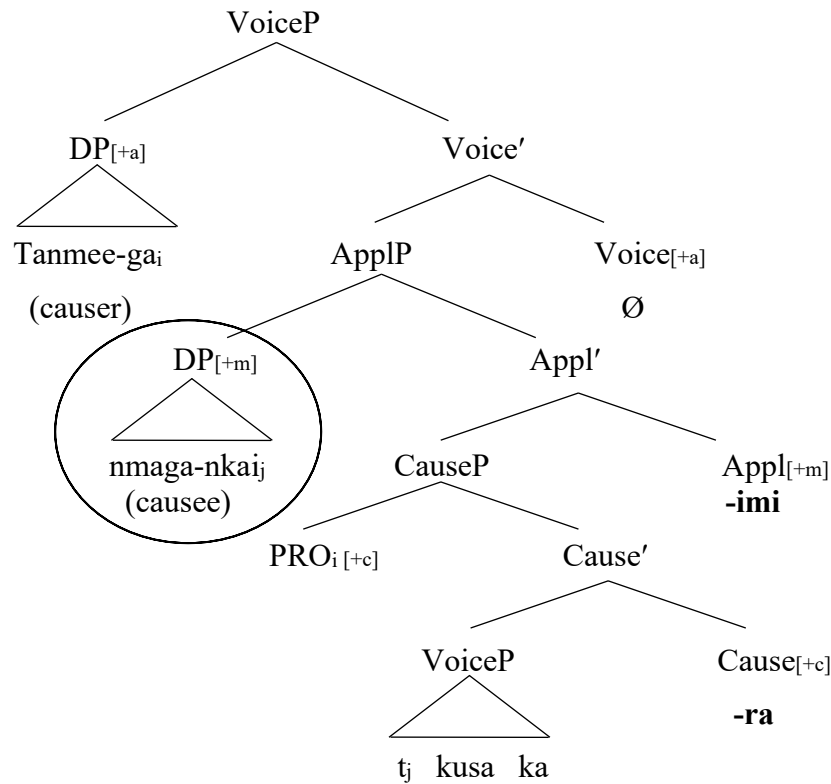 VoiceP
DP[+a] Voice′
Tanmee-gaᵢ ApplP Voice[+a]
(causer) Ø
DP[+m] Appl′
nmaga-nkaiⱼ CauseP Appl[+m]
(causee) -imi
PROᵢ [+c] Cause′
VoiceP Cause[+c]
-ra
tⱼ kusa ka